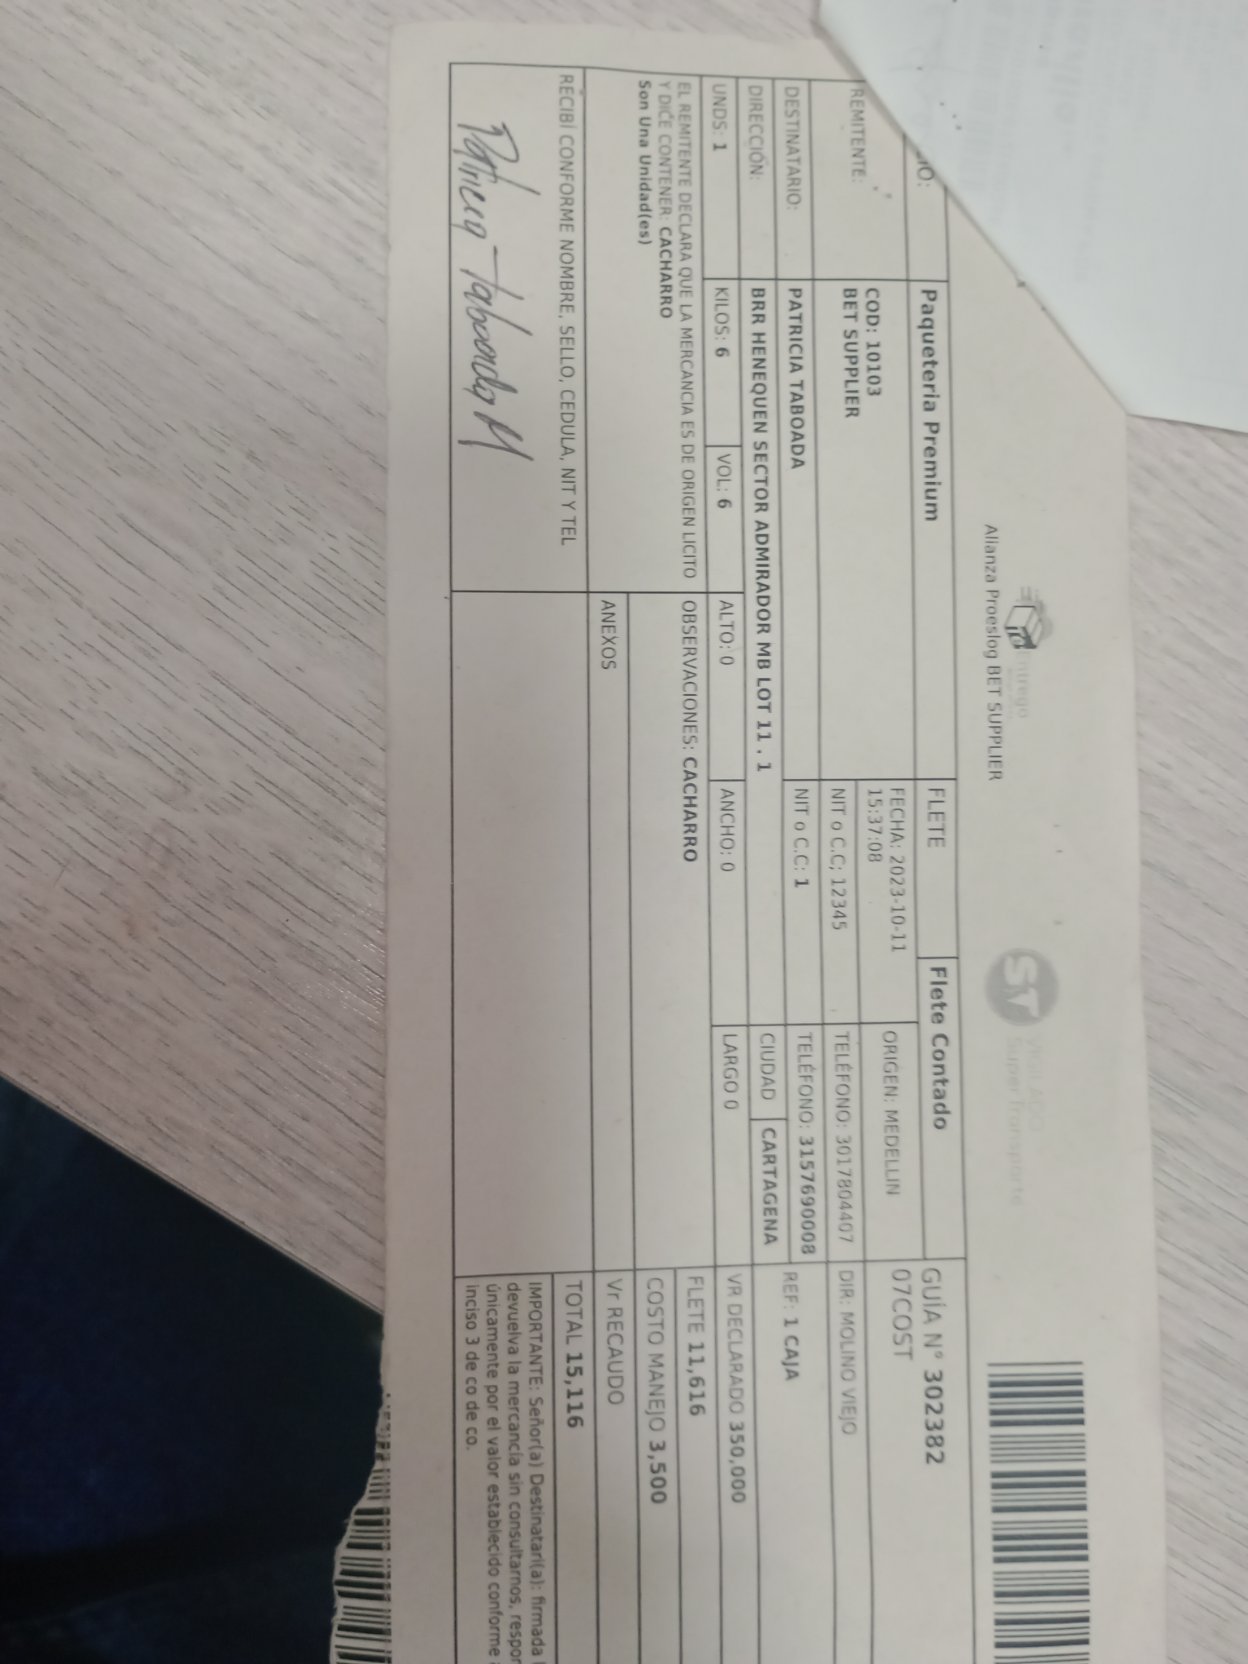 Alianza Proeslog BET SUPPLIER
VIGILADO
SuperTransporte
IO: Paqueteria Premium
FLETE Flete Contado
GUÍA N° 302382
07COST
REMITENTE: COD: 10103
BET SUPPLIER
FECHA: 2023-10-11
15:37:08
ORIGEN: MEDELLIN
NIT o C.C; 12345
TELÉFONO: 3017804407
DIR: MOLINO VIEJO
DESTINATARIO: PATRICIA TABOADA
NIT o C.C: 1
TELÉFONO: 3157690008
REF: 1 CAJA
DIRECCIÓN: BRR HENEQUEN SECTOR ADMIRADOR MB LOT 11 . 1
CIUDAD CARTAGENA
UNDS: 1 KILOS: 6 VOL: 6 ALTO: 0 ANCHO: 0 LARGO 0
VR DECLARADO 350,000
EL REMITENTE DECLARA QUE LA MERCANCIA ES DE ORIGEN LICITO
Y DICE CONTENER: CACHARRO
Son Una Unidad(es)
OBSERVACIONES: CACHARRO
FLETE 11,616
COSTO MANEJO 3,500
ANEXOS
Vr RECAUDO
TOTAL 15,116
RECIBÍ CONFORME NOMBRE, SELLO, CEDULA, NIT Y TEL
Patricia Taboada M
IMPORTANTE: Señor(a) Destinatari(a): firmada
devuelva la mercancía sin consultarnos, respon
únicamente por el valor establecido conforme
inciso 3 de co de co.